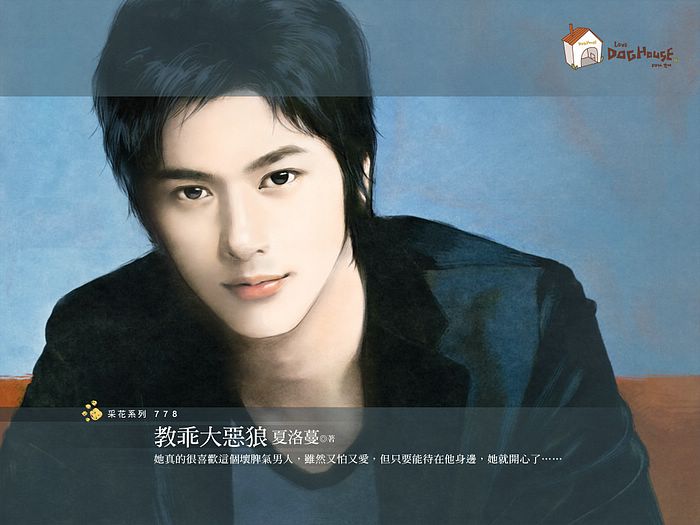 Love
DOGHOUSE
采花系列 778
教乖大惡狼 夏洛蔓◎著
她真的很喜歡這個壞脾氣男人，雖然又怕又愛，但只要能待在他身邊，她就開心了……